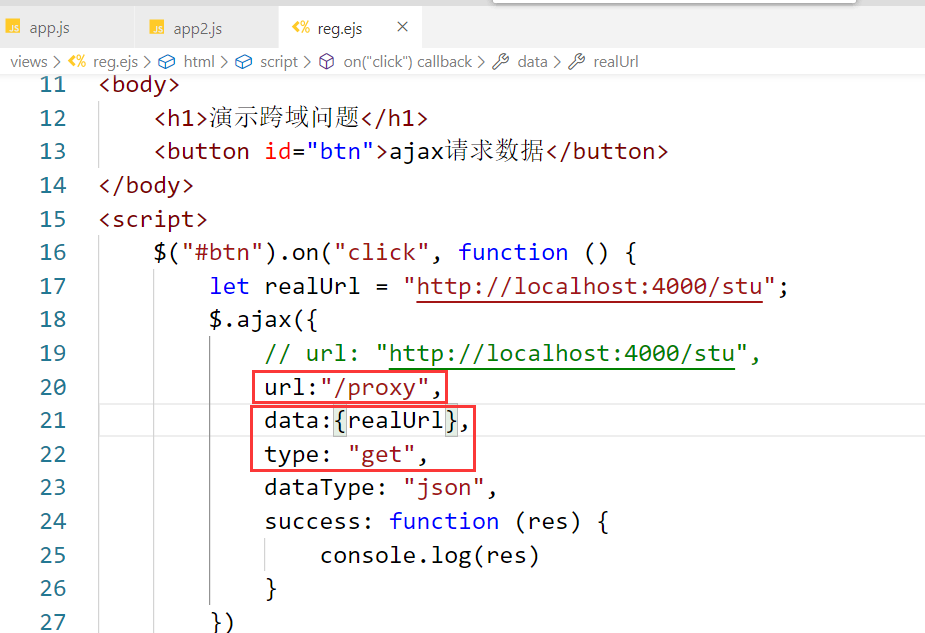 app.js
app2.js
reg.ejs
views > reg.ejs > html > script > on("click") callback > data > realUrl
11 <body>
12 <h1>演示跨域问题</h1>
13 <button id="btn">ajax请求数据</button>
14 </body>
15 <script>
16 $("#btn").on("click", function () {
17 let realUrl = "http://localhost:4000/stu";
18 $.ajax({
19 // url: "http://localhost:4000/stu",
20 url:"/proxy",
21 data:{realUrl},
22 type: "get",
23 dataType: "json",
24 success: function (res) {
25 console.log(res)
26 }
27 })